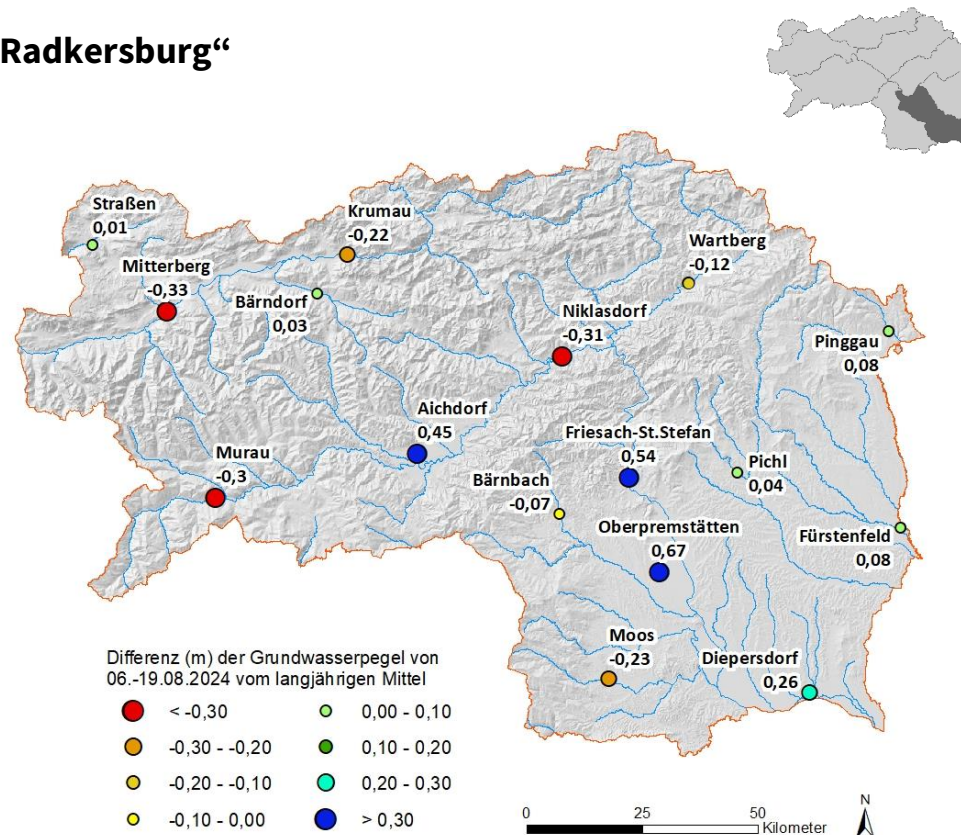 Radkersburg“
Straßen
0,01
Krumau
-0,22
Wartberg
-0,12
Mitterberg
-0,33
Bärndorf
0,03
Niklasdorf
-0,31
Pinggau
0,08
Aichdorf
0,45
Friesach-St.Stefan
0,54
Murau
-0,3
Pichl
0,04
Bärnbach
-0,07
Oberpremstätten
0,67
Fürstenfeld
0,08
Moos
-0,23
Diepersdorf
0,26
Differenz (m) der Grundwasserpegel von
06.-19.08.2024 vom langjährigen Mittel
< -0,30
-0,30 - -0,20
-0,20 - -0,10
-0,10 - 0,00
0,00 - 0,10
0,10 - 0,20
0,20 - 0,30
> 0,30
0 25 50
Kilometer
N